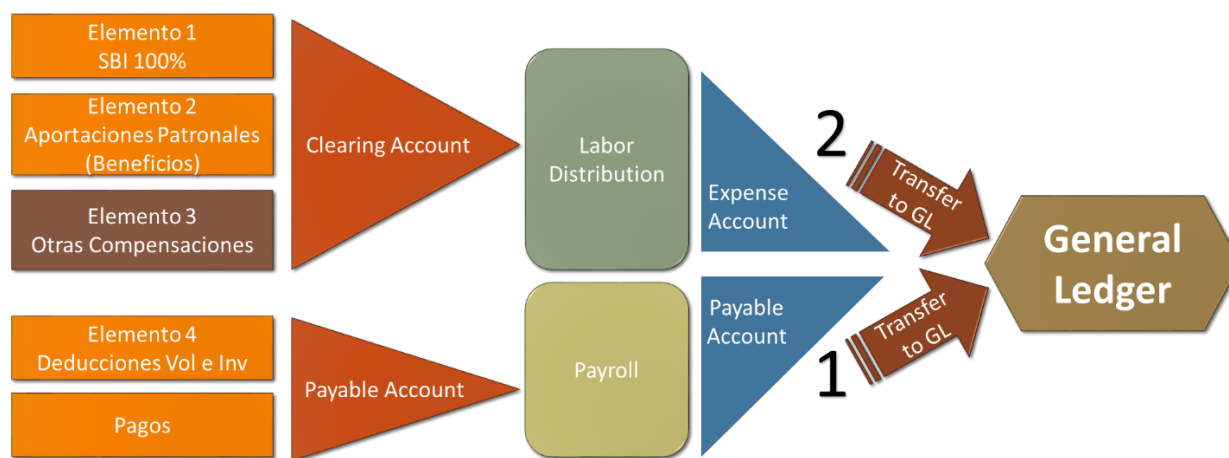 Elemento 1
SBI 100%
Elemento 2
Aportaciones Patronales
(Beneficios)
Elemento 3
Otras Compensaciones
Clearing Account
Labor
Distribution
Expense
Account
2
Transfer
to GL
General
Ledger
Elemento 4
Deducciones Vol e Inv
Pagos
Payable Account
Payroll
Payable
Account
1
Transfer
to GL